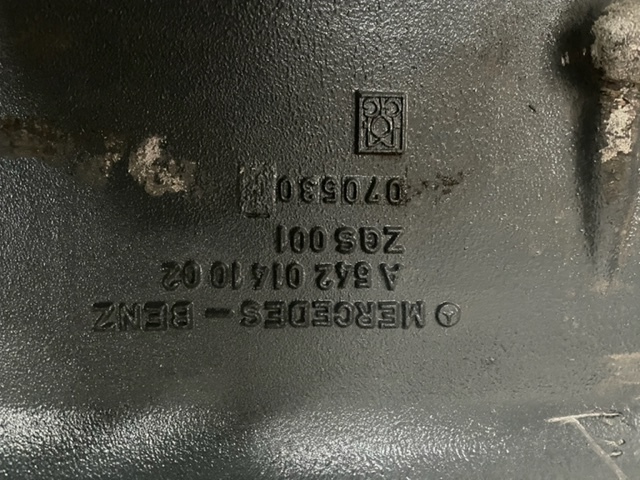 MERCEDES - BENZ
A 542 014 10 02
ZGS 001
070530